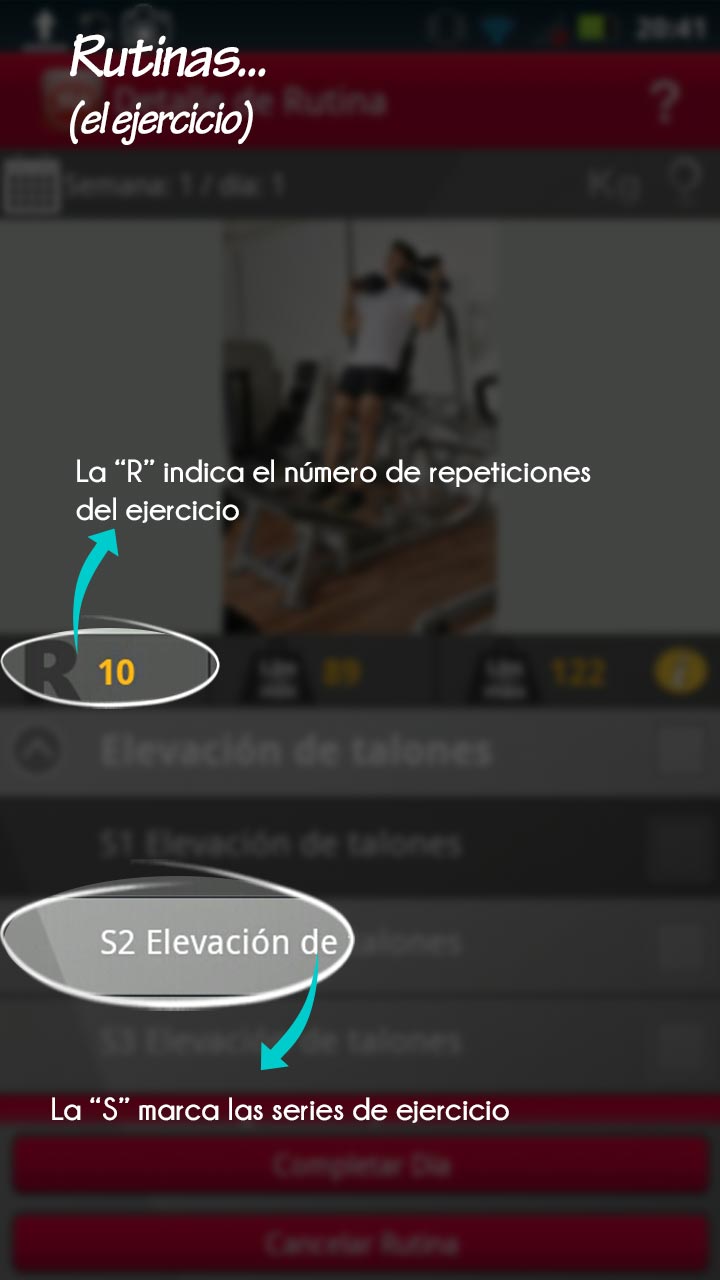 20:41
Rutinas...
Detalle de Rutina
?
(el ejercicio)
Semana: 1 / día: 1
Kg
La “R” indica el número de repeticiones
del ejercicio
R 10
89
122
Elevación de talones
S1 Elevación de talones
S2 Elevación de talones
S3 Elevación de talones
La “S” marca las series de ejercicio
Completar Día
Cancelar Rutina